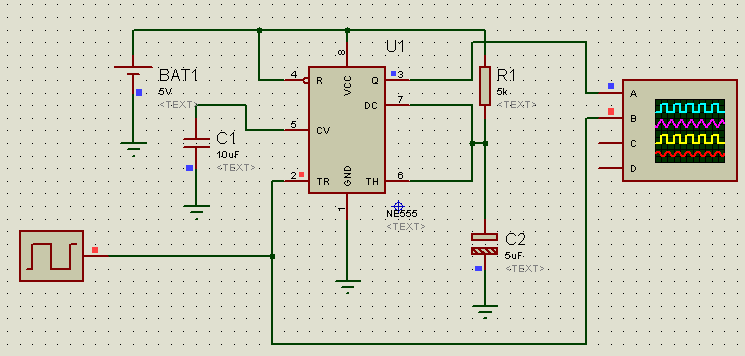 U1
8
VCC
4
R
Q
3
BAT1
5V
<TEXT>
R1
5k
<TEXT>
DC
7
A
B
C
D
5
CV
C1
10uF
<TEXT>
2
TR
GND
TH
6
1
NE555
<TEXT>
C2
5uF
<TEXT>